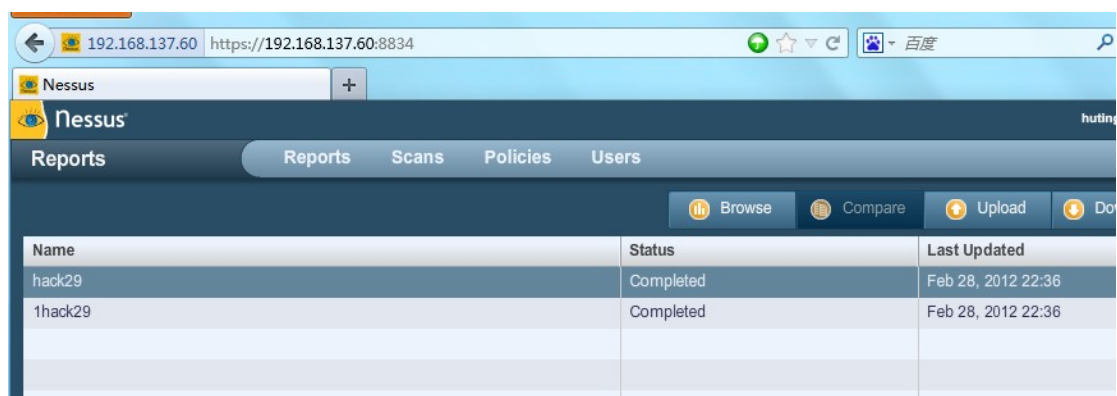 192.168.137.60 https://192.168.137.60:8834 百度
Nessus
Nessus huting
Reports Reports Scans Policies Users
Browse Compare Upload Do
Name Status Last Updated
hack29 Completed Feb 28, 2012 22:36
1hack29 Completed Feb 28, 2012 22:36